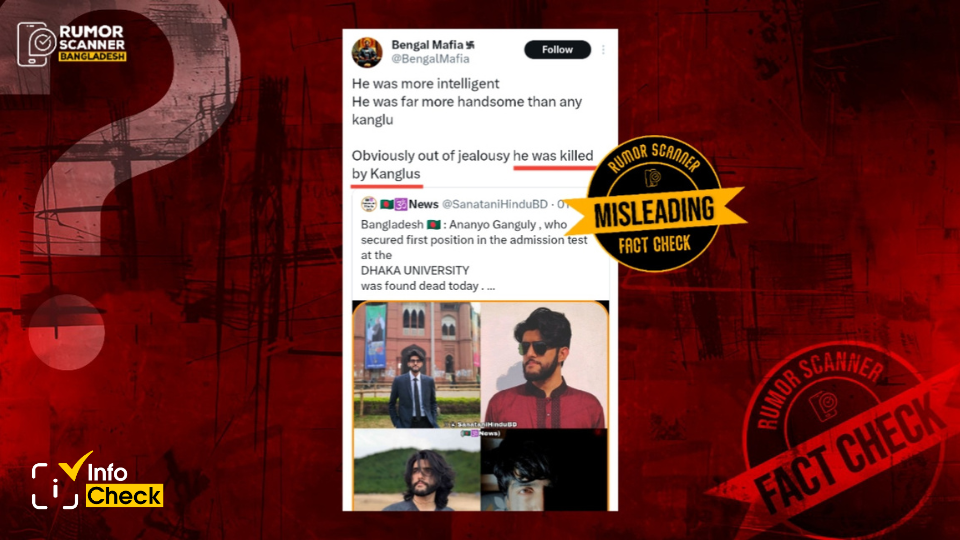 RUMOR
SCANNER
BANGLADESH
Bengal Mafia 卐
@BengalMafia
Follow
He was more intelligent
He was far more handsome than any
kanglu
Obviously out of jealousy he was killed
by Kanglus
🇧🇩🕉️News @SanataniHinduBD ·
Bangladesh 🇧🇩 : Ananyo Ganguly , who
secured first position in the admission test
at the
DHAKA UNIVERSITY
was found dead today . ...
SanataniHinduBD
(🇧🇩🕉️News)
RUMOR SCANNER
MISLEADING
FACT CHECK
Info
Check
RUMOR SCANNER
FACT CHECK